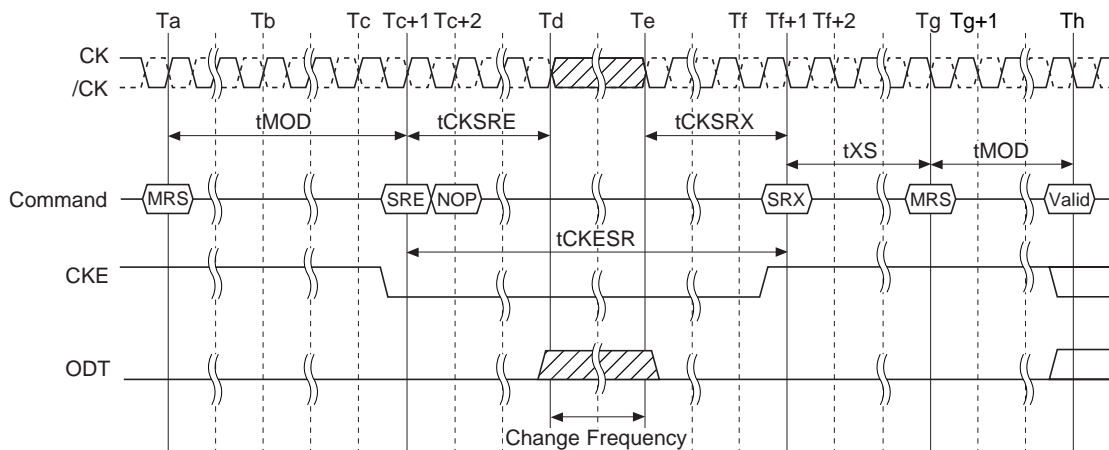 Ta Tb Tc Tc+1 Tc+2 Td Te Tf Tf+1 Tf+2 Tg Tg+1 Th
CK
/CK
tMOD tCKSRE tCKSRX
tXS tMOD
Command MRS SRE NOP SRX MRS Valid
tCKESR
CKE
ODT
Change Frequency